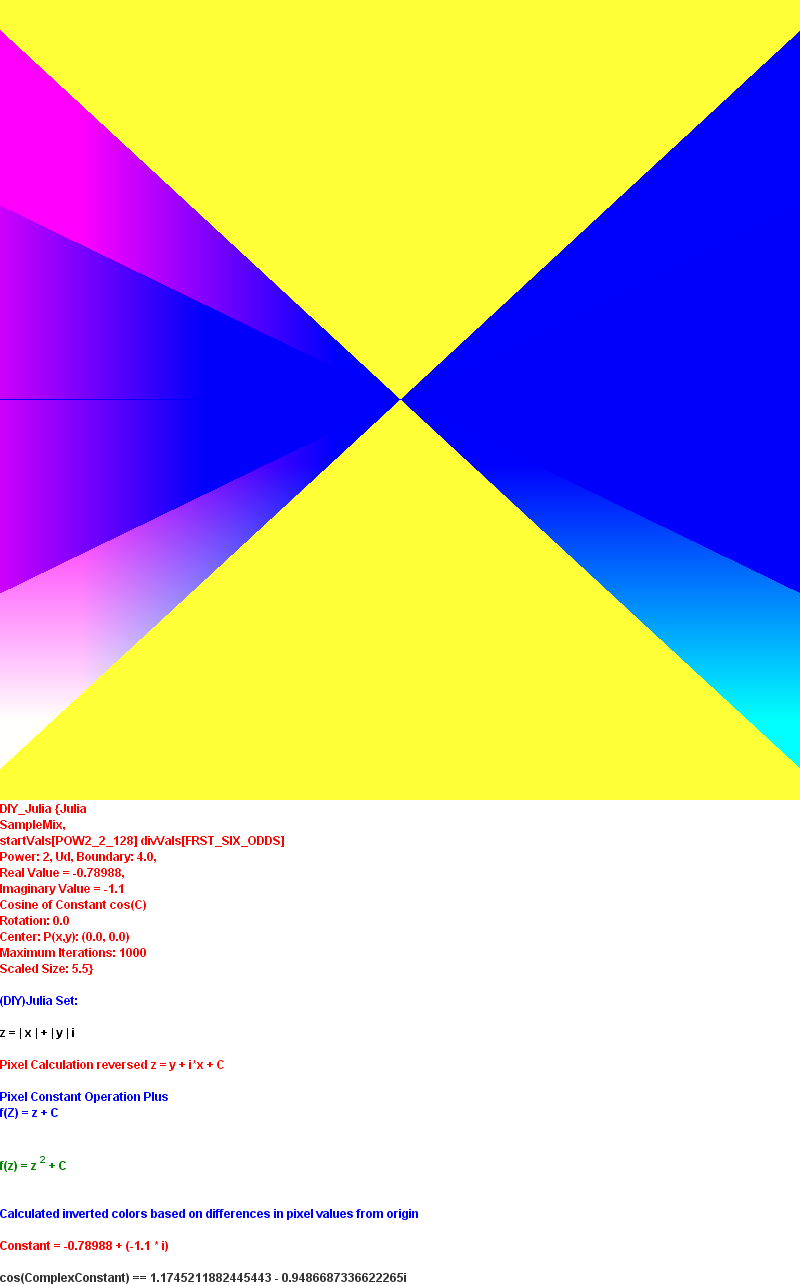 DIY_Julia {Julia
SampleMix,
startVals[POW2_2_128] divVals[FRST_SIX_ODDS]
Power: 2, Ud, Boundary: 4.0,
Real Value = -0.78988,
Imaginary Value = -1.1
Cosine of Constant cos(C)
Rotation: 0.0
Center: P(x,y): (0.0, 0.0)
Maximum Iterations: 1000
Scaled Size: 5.5}
(DIY)Julia Set:
z = | x | + | y | i
Pixel Calculation reversed z = y + i*x + C
Pixel Constant Operation Plus
f(Z) = z + C
f(z) = z ² + C
Calculated inverted colors based on differences in pixel values from origin
Constant = -0.78988 + (-1.1 * i)
cos(ComplexConstant) == 1.1745211882445443 - 0.9486687336622265i